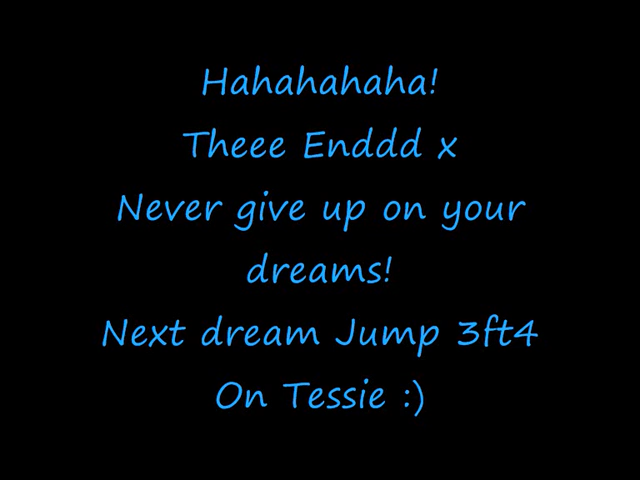 Hahahahaha!
Theee Enddd x
Never give up on your
dreams!
Next dream Jump 3ft4
On Tessie :)